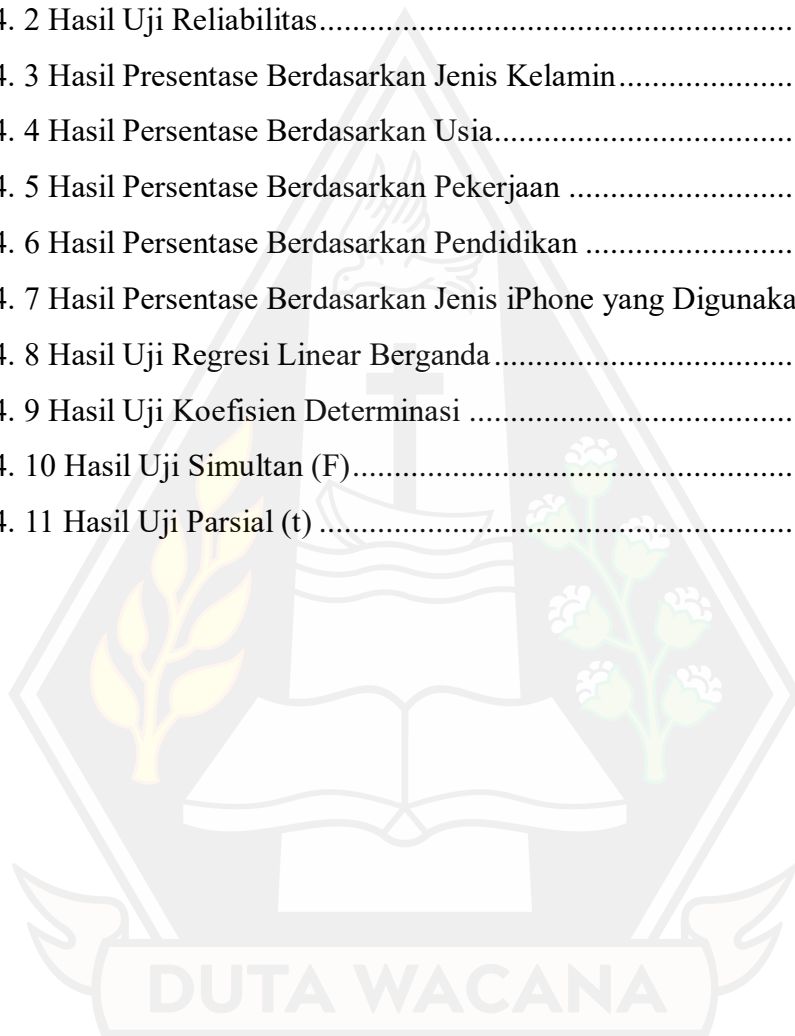 4. 2 Hasil Uji Reliabilitas........................................................
4. 3 Hasil Presentase Berdasarkan Jenis Kelamin.....................
4. 4 Hasil Persentase Berdasarkan Usia....................................
4. 5 Hasil Persentase Berdasarkan Pekerjaan ...........................
4. 6 Hasil Persentase Berdasarkan Pendidikan .........................
4. 7 Hasil Persentase Berdasarkan Jenis iPhone yang Digunaka
4. 8 Hasil Uji Regresi Linear Berganda....................................
4. 9 Hasil Uji Koefisien Determinasi .......................................
4. 10 Hasil Uji Simultan (F).....................................................
4. 11 Hasil Uji Parsial (t) .........................................................
DUTA WACANA